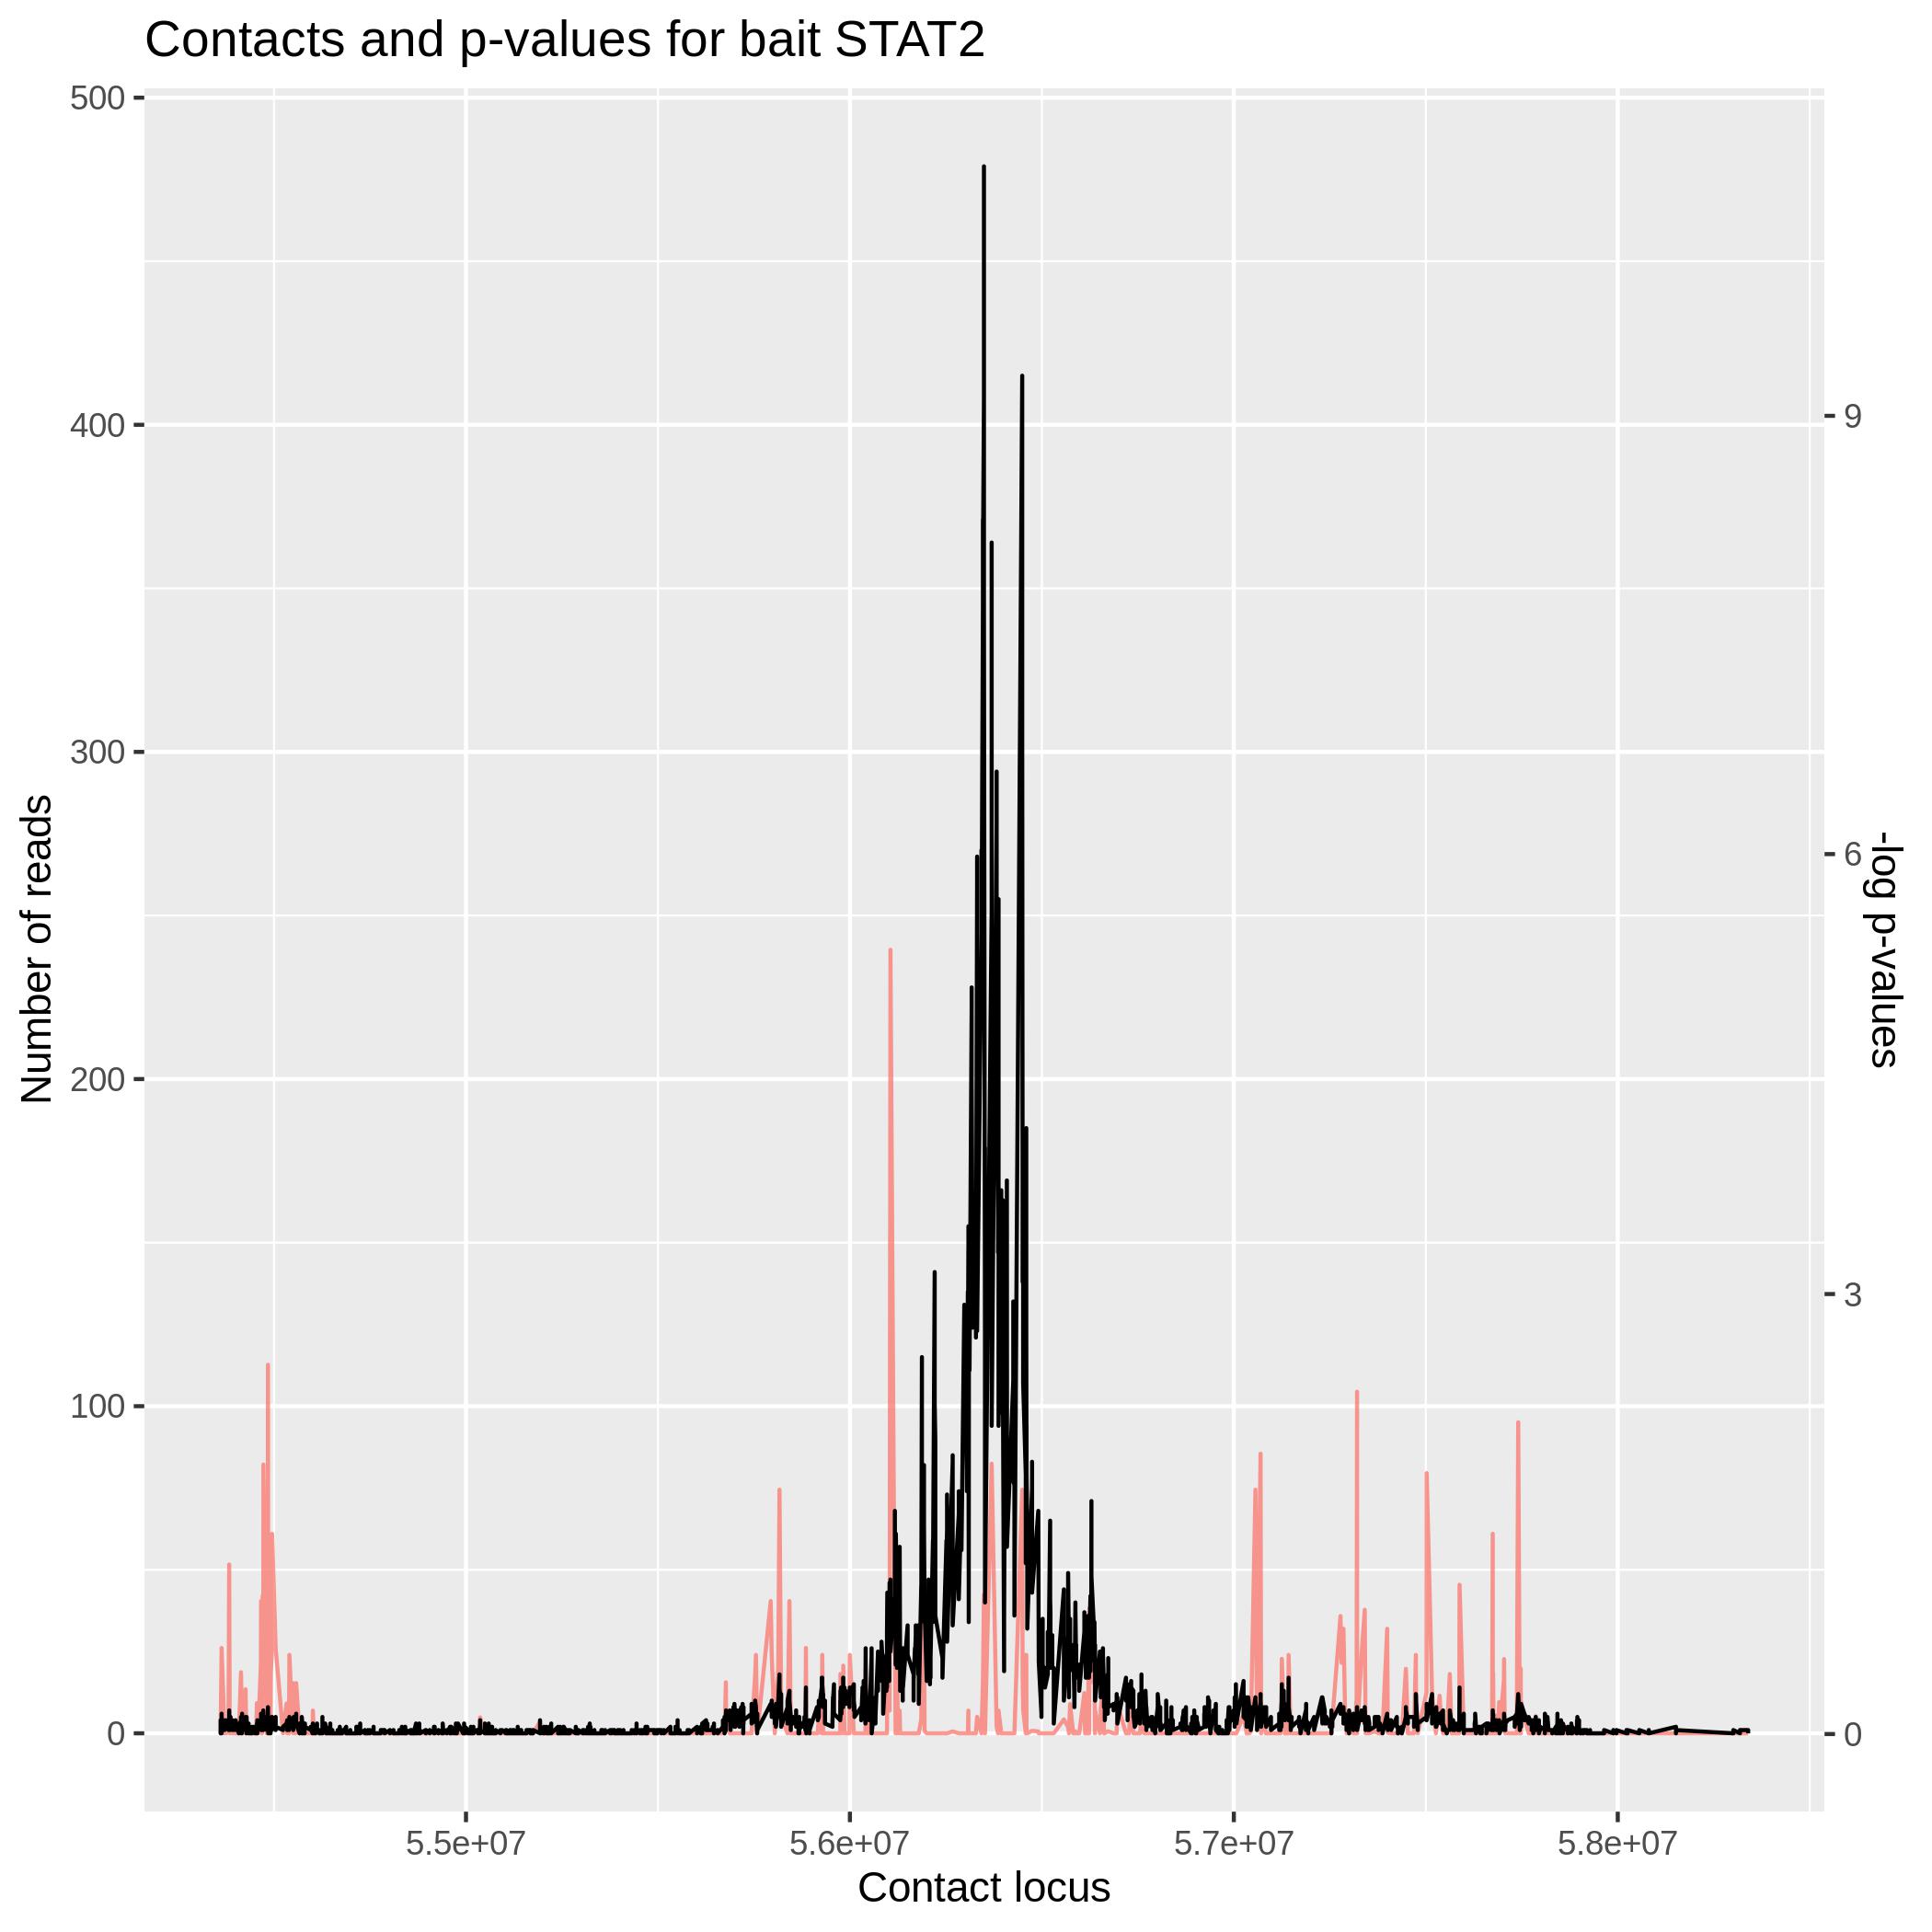 Contacts and p-values for bait STAT2
500
400
300
200
100
0
Number of reads
9
6
3
0
-log p-values
5.5e+07
5.6e+07
5.7e+07
5.8e+07
Contact locus